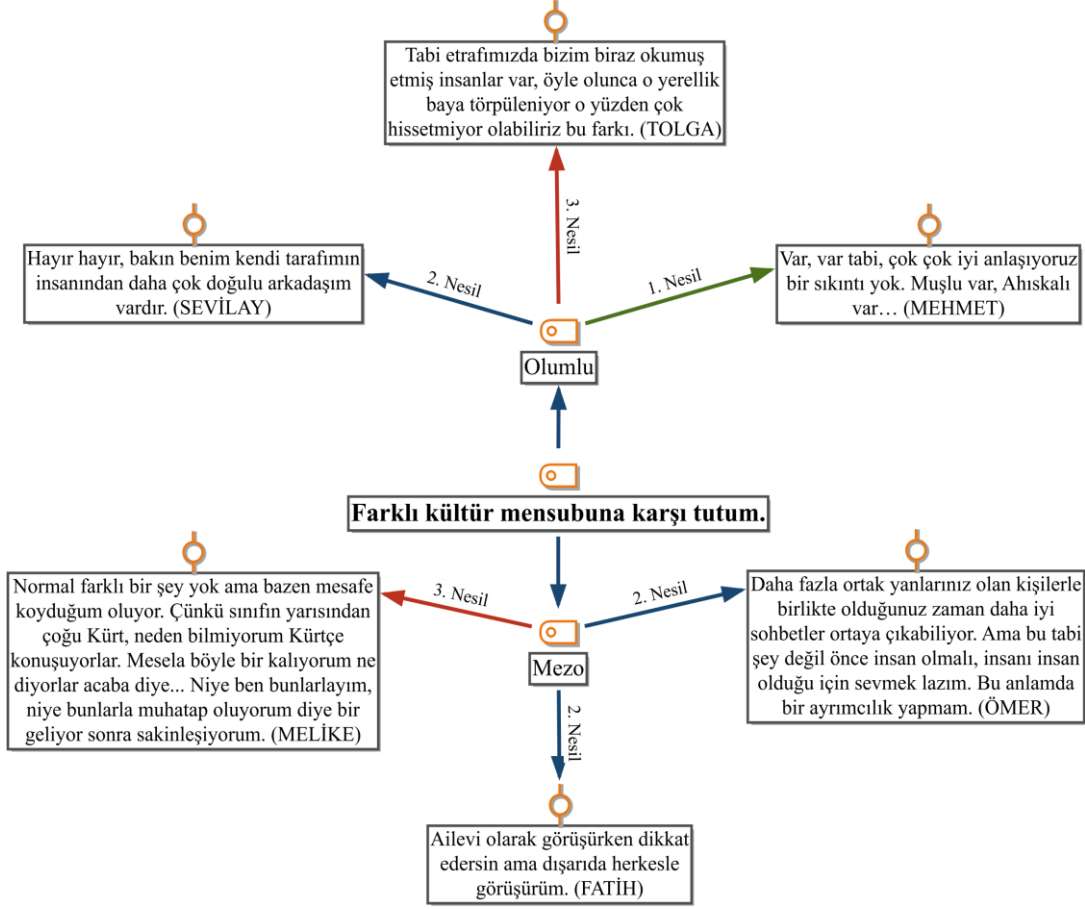 Tabi etrafımızda bizim biraz okumuş
etmiş insanlar var, öyle olunca o yerellik
baya törpüleniyor o yüzden çok
hissetmiyor olabiliriz bu farkı. (TOLGA)
3. Nesil
Hayır hayır, bakın benim kendi tarafımın
insanından daha çok doğulu arkadaşım
vardır. (SEVİLAY)
2. Nesil
1. Nesil
Var, var tabi, çok çok iyi anlaşıyoruz
bir sıkıntı yok. Muşlu var, Ahıskalı
var… (MEHMET)
Olumlu
Farklı kültür mensubuna karşı tutum.
Normal farklı bir şey yok ama bazen mesafe
koyduğum oluyor. Çünkü sınıfın yarısından
çoğu Kürt, neden bilmiyorum Kürtçe
konuşuyorlar. Mesela böyle bir kalıyorum ne
diyorlar acaba diye... Niye ben bunlarlayım,
niye bunlarla muhatap oluyorum diye bir
geliyor sonra sakinleşiyorum. (MELİKE)
3. Nesil
2. Nesil
Daha fazla ortak yanlarınız olan kişilerle
birlikte olduğunuz zaman daha iyi
sohbetler ortaya çıkabiliyor. Ama bu tabi
şey değil önce insan olmalı, insanı insan
olduğu için sevmek lazım. Bu anlamda
bir ayrımcılık yapmam. (ÖMER)
Mezo
2. Nesil
Ailevi olarak görüşürken dikkat
edersin ama dışarıda herkesle
görüşürüm. (FATİH)